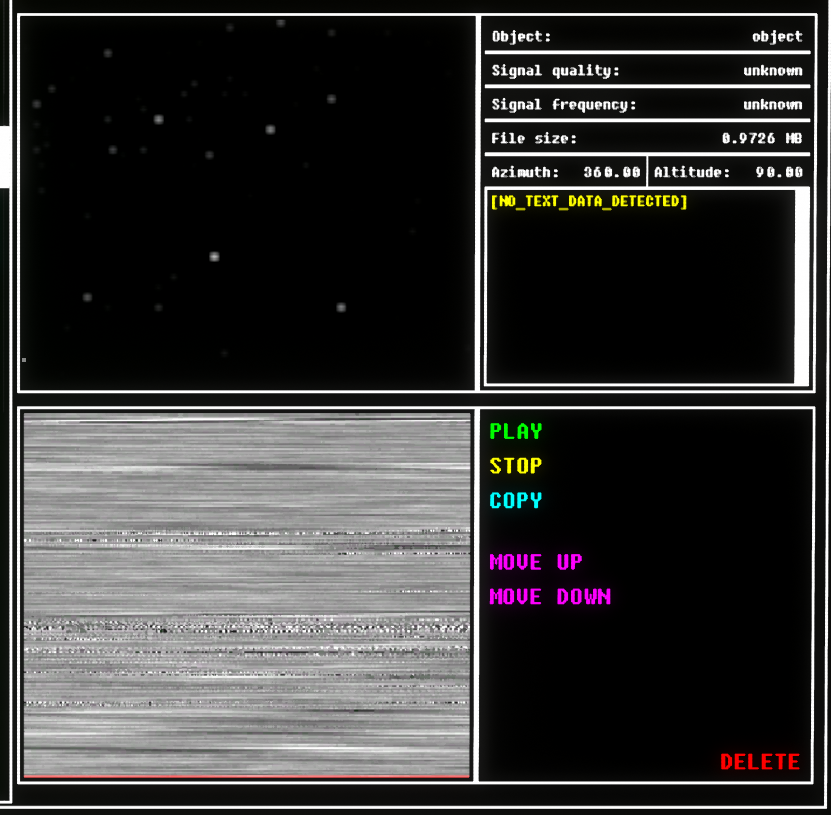 Object: object
Signal quality: unknown
Signal frequency: unknown
File size: 0.9726 MB
Azimuth: 360.00 Altitude: 90.00
[NO_TEXT_DATA_DETECTED]
PLAY
STOP
COPY
MOVE UP
MOVE DOWN
DELETE